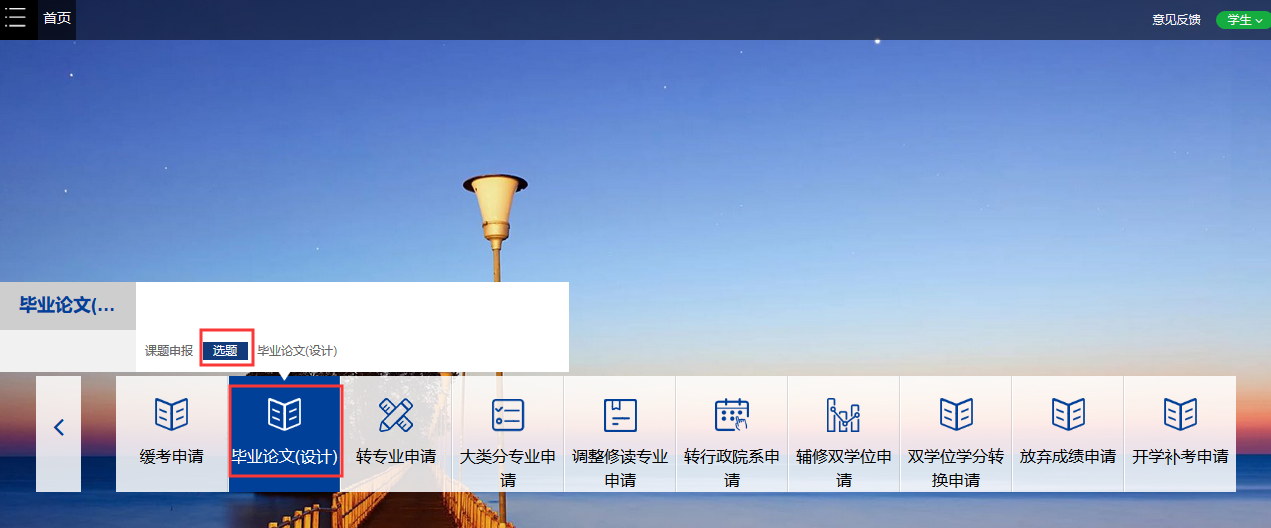 首页
意见反馈
学生
毕业论文(...
课题申报
选题
毕业论文(设计)
缓考申请
毕业论文(设计)
转专业申请
大类分专业申
请
调整修读专业
申请
转行政院系申
请
辅修双学位申
请
双学位学分转
换申请
放弃成绩申请
开学补考申请